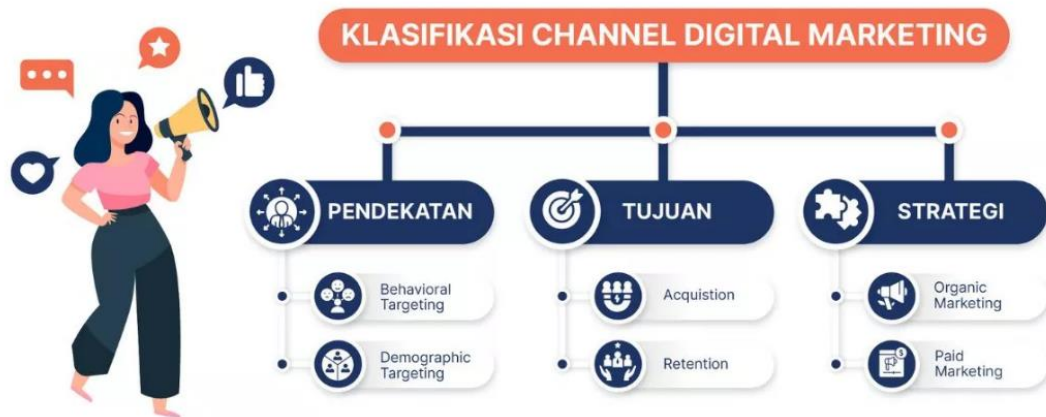 KLASIFIKASI CHANNEL DIGITAL MARKETING
PENDEKATAN
Behavioral
Targeting
Demographic
Targeting
TUJUAN
Acquistion
Retention
STRATEGI
Organic
Marketing
Paid
Marketing